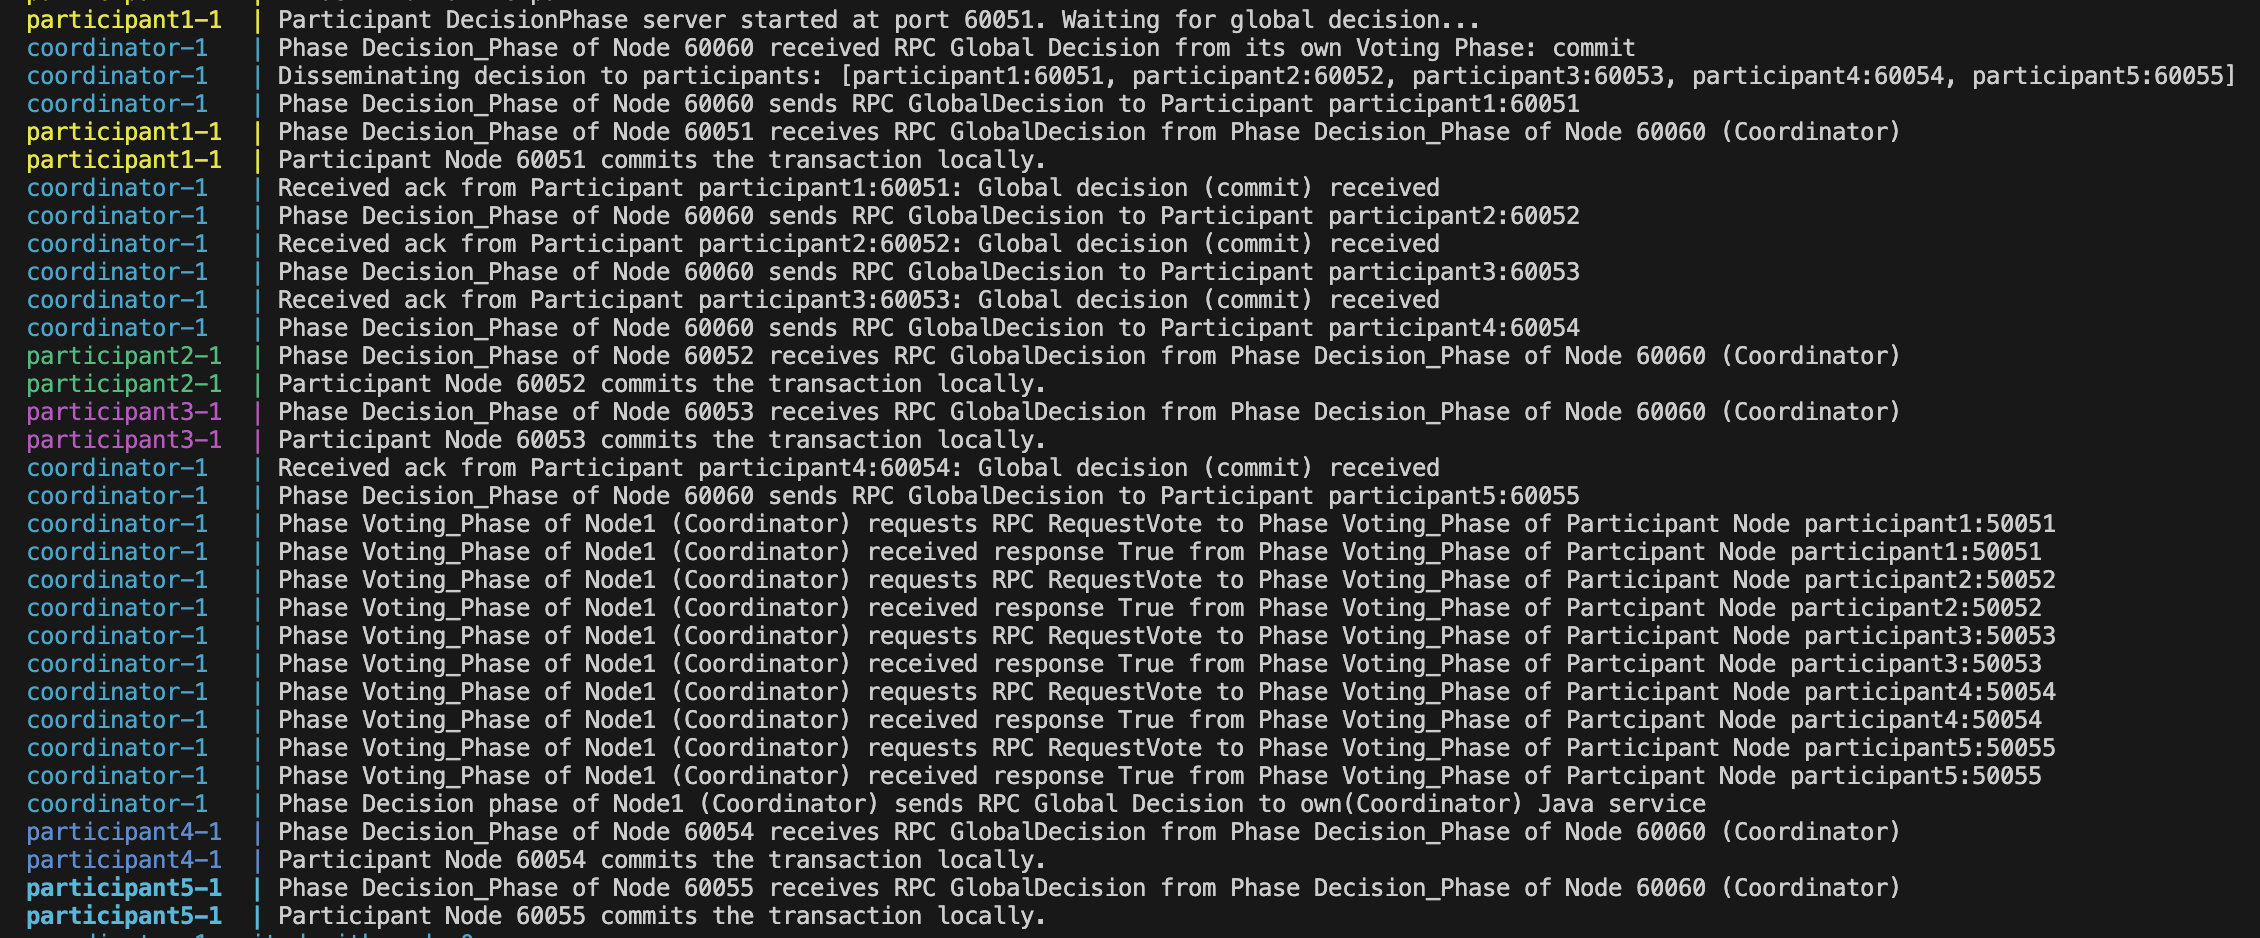 participant1-1 | Participant DecisionPhase server started at port 60051. Waiting for global decision...
coordinator-1 | Phase Decision_Phase of Node 60060 received RPC Global Decision from its own Voting Phase: commit
coordinator-1 | Disseminating decision to participants: [participant1:60051, participant2:60052, participant3:60053, participant4:60054, participant5:60055]
coordinator-1 | Phase Decision_Phase of Node 60060 sends RPC GlobalDecision to Participant participant1:60051
participant1-1 | Phase Decision_Phase of Node 60051 receives RPC GlobalDecision from Phase Decision_Phase of Node 60060 (Coordinator)
participant1-1 | Participant Node 60051 commits the transaction locally.
coordinator-1 | Received ack from Participant participant1:60051: Global decision (commit) received
coordinator-1 | Phase Decision_Phase of Node 60060 sends RPC GlobalDecision to Participant participant2:60052
coordinator-1 | Received ack from Participant participant2:60052: Global decision (commit) received
coordinator-1 | Phase Decision_Phase of Node 60060 sends RPC GlobalDecision to Participant participant3:60053
coordinator-1 | Received ack from Participant participant3:60053: Global decision (commit) received
coordinator-1 | Phase Decision_Phase of Node 60060 sends RPC GlobalDecision to Participant participant4:60054
participant2-1 | Phase Decision_Phase of Node 60052 receives RPC GlobalDecision from Phase Decision_Phase of Node 60060 (Coordinator)
participant2-1 | Participant Node 60052 commits the transaction locally.
participant3-1 | Phase Decision_Phase of Node 60053 receives RPC GlobalDecision from Phase Decision_Phase of Node 60060 (Coordinator)
participant3-1 | Participant Node 60053 commits the transaction locally.
coordinator-1 | Received ack from Participant participant4:60054: Global decision (commit) received
coordinator-1 | Phase Decision_Phase of Node 60060 sends RPC GlobalDecision to Participant participant5:60055
coordinator-1 | Phase Voting_Phase of Node1 (Coordinator) requests RPC RequestVote to Phase Voting_Phase of Participant Node participant1:50051
coordinator-1 | Phase Voting_Phase of Node1 (Coordinator) received response True from Phase Voting_Phase of Partcipant Node participant1:50051
coordinator-1 | Phase Voting_Phase of Node1 (Coordinator) requests RPC RequestVote to Phase Voting_Phase of Participant Node participant2:50052
coordinator-1 | Phase Voting_Phase of Node1 (Coordinator) received response True from Phase Voting_Phase of Partcipant Node participant2:50052
coordinator-1 | Phase Voting_Phase of Node1 (Coordinator) requests RPC RequestVote to Phase Voting_Phase of Participant Node participant3:50053
coordinator-1 | Phase Voting_Phase of Node1 (Coordinator) received response True from Phase Voting_Phase of Partcipant Node participant3:50053
coordinator-1 | Phase Voting_Phase of Node1 (Coordinator) requests RPC RequestVote to Phase Voting_Phase of Participant Node participant4:50054
coordinator-1 | Phase Voting_Phase of Node1 (Coordinator) received response True from Phase Voting_Phase of Partcipant Node participant4:50054
coordinator-1 | Phase Voting_Phase of Node1 (Coordinator) requests RPC RequestVote to Phase Voting_Phase of Participant Node participant5:50055
coordinator-1 | Phase Voting_Phase of Node1 (Coordinator) received response True from Phase Voting_Phase of Partcipant Node participant5:50055
coordinator-1 | Phase Decision phase of Node1 (Coordinator) sends RPC Global Decision to own(Coordinator) Java service
participant4-1 | Phase Decision_Phase of Node 60054 receives RPC GlobalDecision from Phase Decision_Phase of Node 60060 (Coordinator)
participant4-1 | Participant Node 60054 commits the transaction locally.
participant5-1 | Phase Decision_Phase of Node 60055 receives RPC GlobalDecision from Phase Decision_Phase of Node 60060 (Coordinator)
participant5-1 | Participant Node 60055 commits the transaction locally.